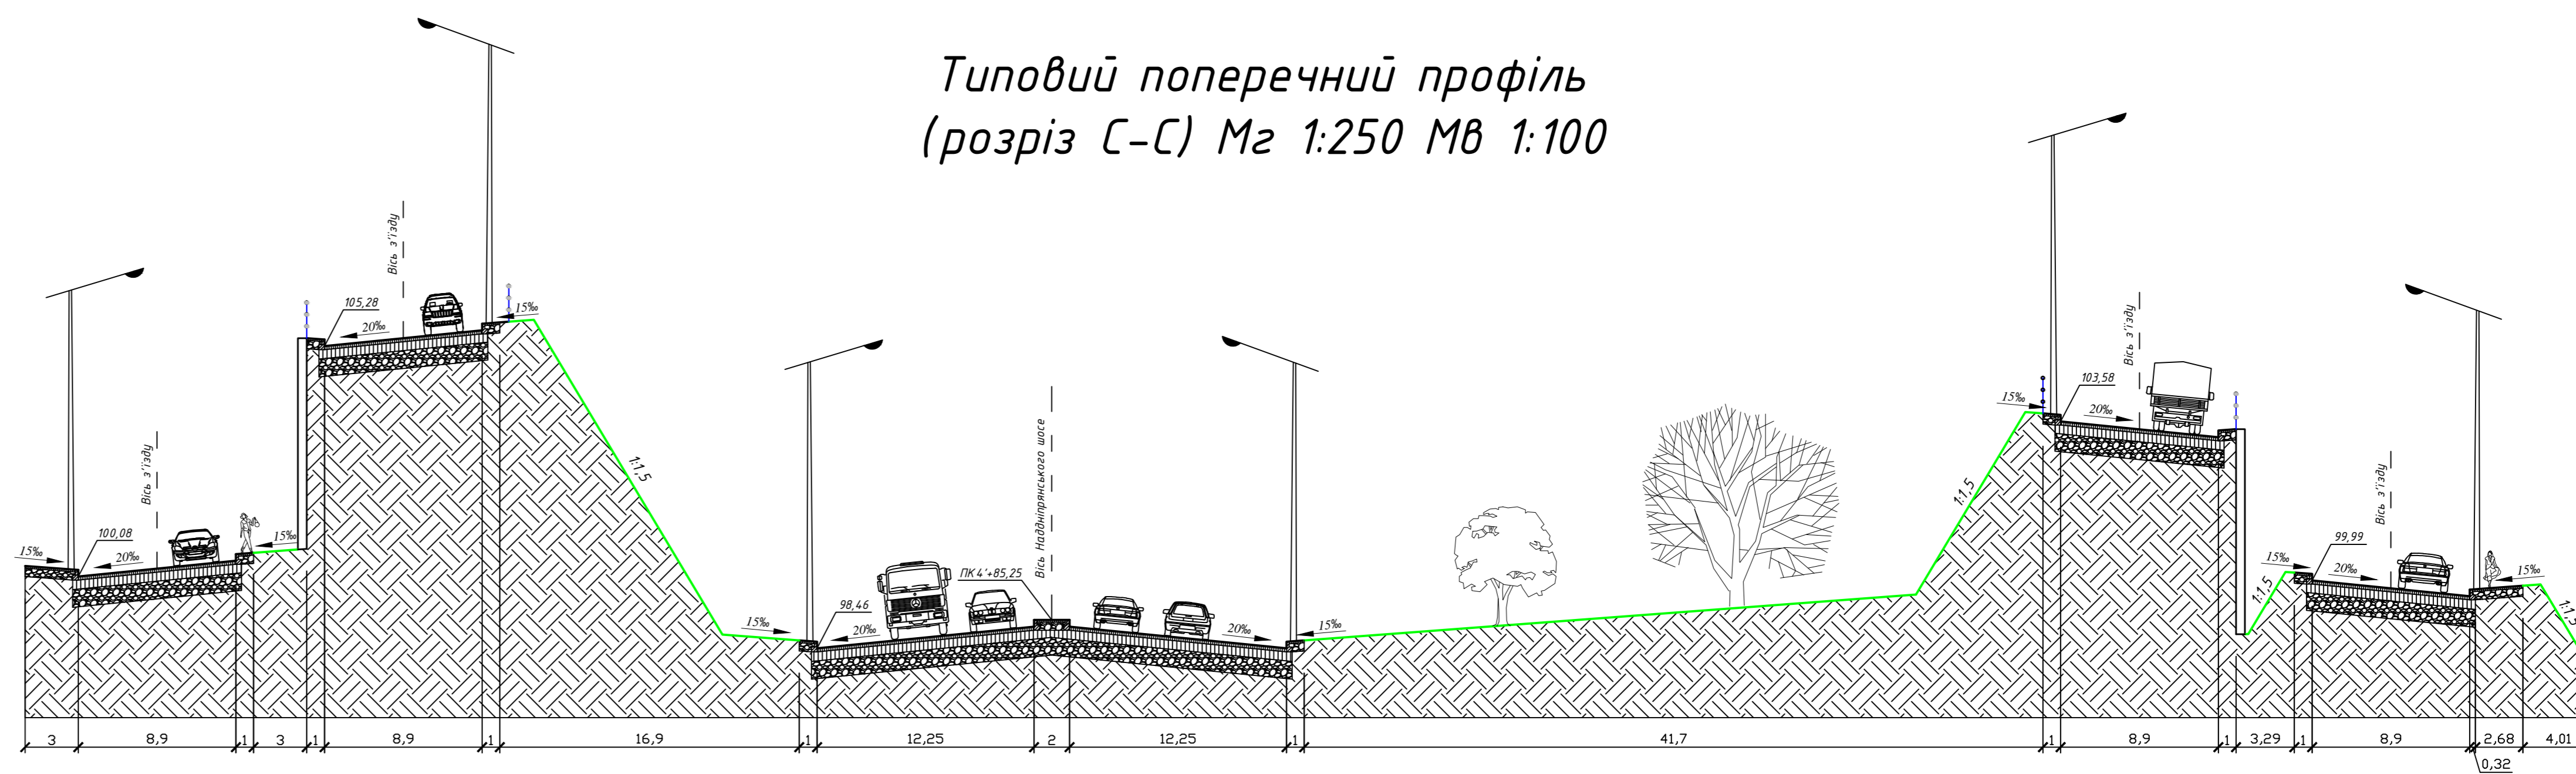 Типовий поперечний профіль
(розріз С-С) Мг 1:250 Мв 1:100
15‰
100,08
20‰
Вісь з'їзду
15‰
105,28
20‰
Вісь з'їзду
15‰
1:1,5
15‰
98,46
20‰
ПК 4'+85,25
Вісь Наддніпрянського шосе
20‰
15‰
1:1,5
15‰
103,58
20‰
Вісь з'їзду
1:1,5
15‰
99,99
20‰
Вісь з'їзду
15‰
3 8,9 1 3 1 8,9 1 16,9 1 12,25 2 12,25 1 41,7 1 8,9 1 3,29 1 8,9 2,68 4,01
0,32